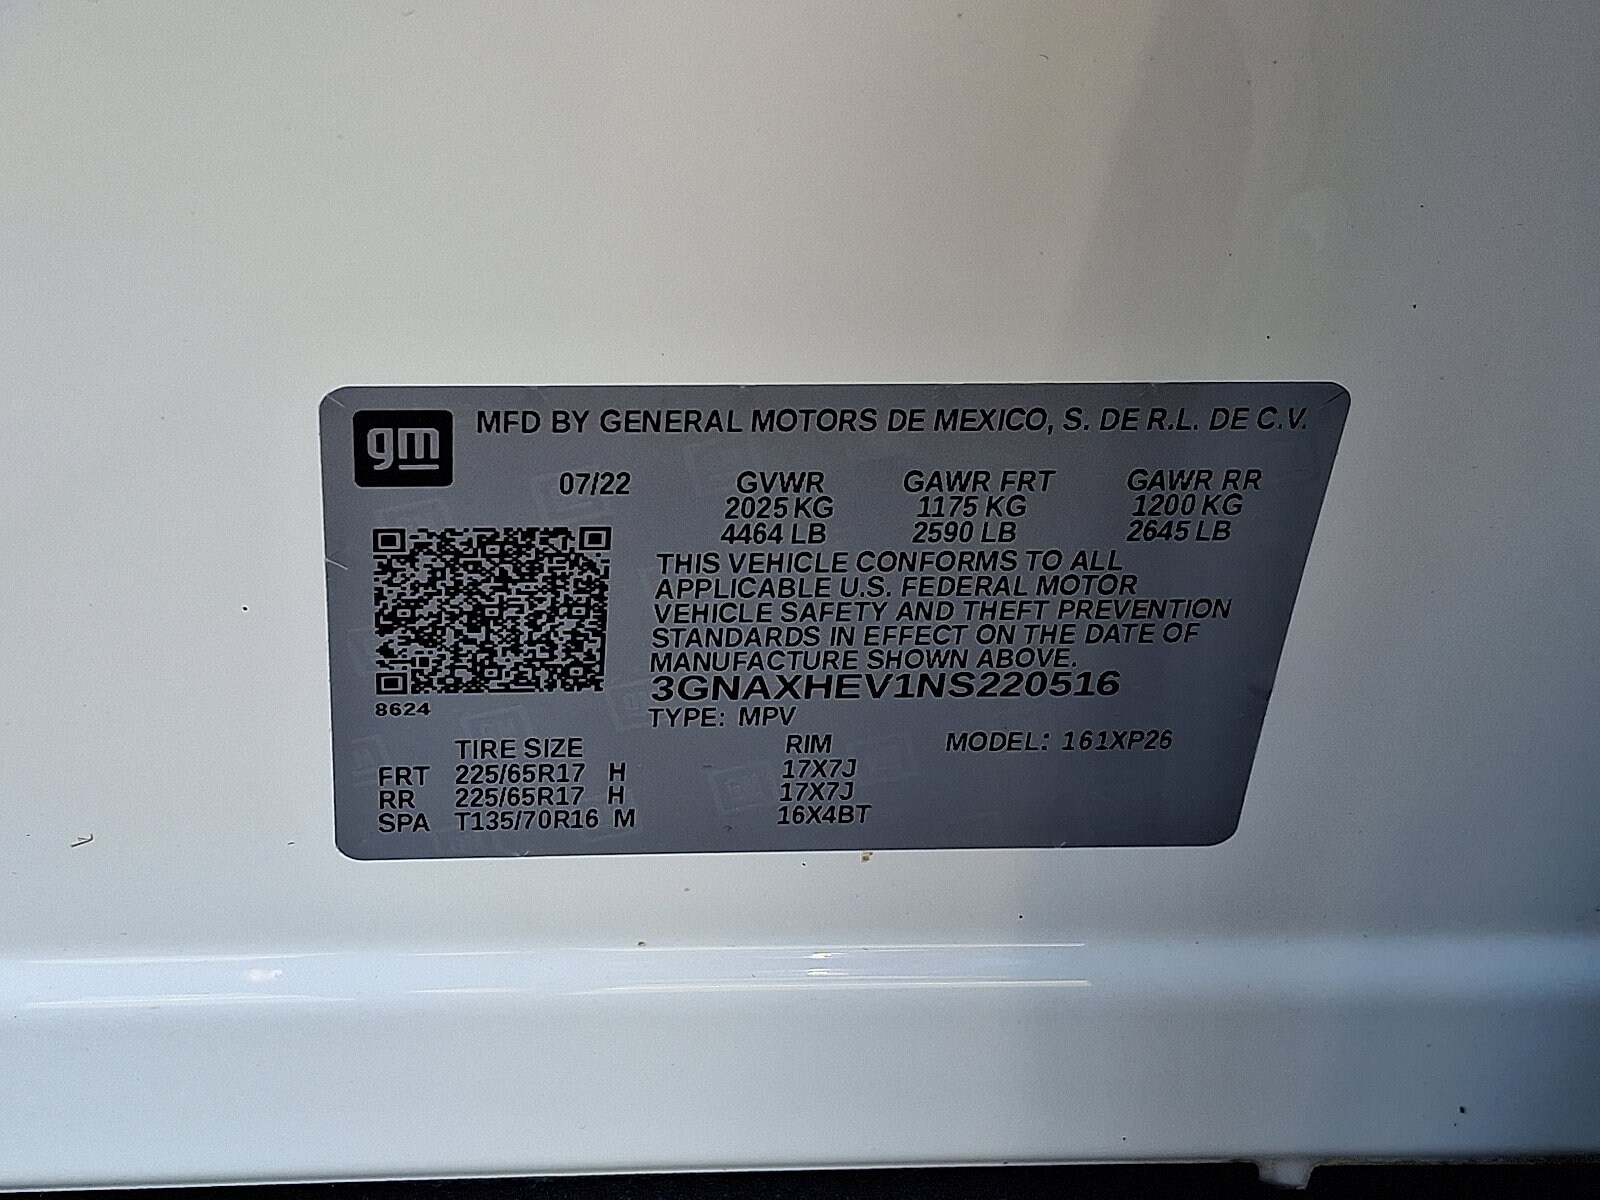 gm
MFD BY GENERAL MOTORS DE MEXICO, S. DE R.L. DE C.V.
07/22 GVWR GAWR FRT GAWR RR
2025 KG 1175 KG 1200 KG
4464 LB 2590 LB 2645 LB
THIS VEHICLE CONFORMS TO ALL
APPLICABLE U.S. FEDERAL MOTOR
VEHICLE SAFETY AND THEFT PREVENTION
STANDARDS IN EFFECT ON THE DATE OF
MANUFACTURE SHOWN ABOVE.
3GNAXHEV1NS220516
8624
TYPE: MPV
TIRE SIZE RIM MODEL: 161XP26
FRT 225/65R17 H 17X7J
RR 225/65R17 H 17X7J
SPA T135/70R16 M 16X4BT